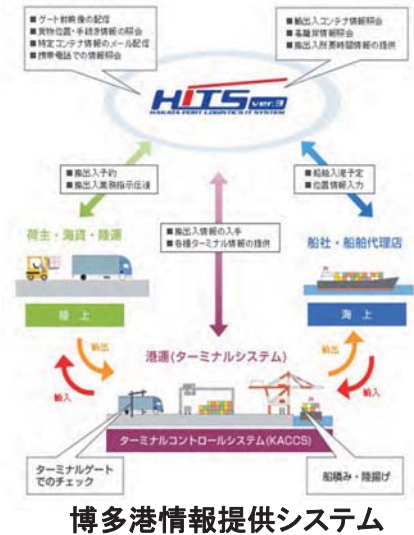 ■ゲート前映像の配信
■貨物位置・手続き情報の照会
■特定コンテナ情報のメール配信
■携帯電話での情報照会
■輸出入コンテナ情報照会
■離着岸情報照会
■搬出入所要時間情報の提供
HiTS ver.3
HAKATA PORT LOGISTICS IT SYSTEM
■搬出入予約
■搬出入業務指示伝達
■船舶入港予定
■位置情報入力
■搬出入情報の入手
■各種ターミナル情報の提供
荷主・海貨・陸運
船社・船舶代理店
陸 上
海 上
輸出
輸入
港運(ターミナルシステム)
輸出
輸入
ターミナルコントロールシステム(KACCS)
ターミナルゲート
でのチェック
船積み・陸揚げ
博多港情報提供システム